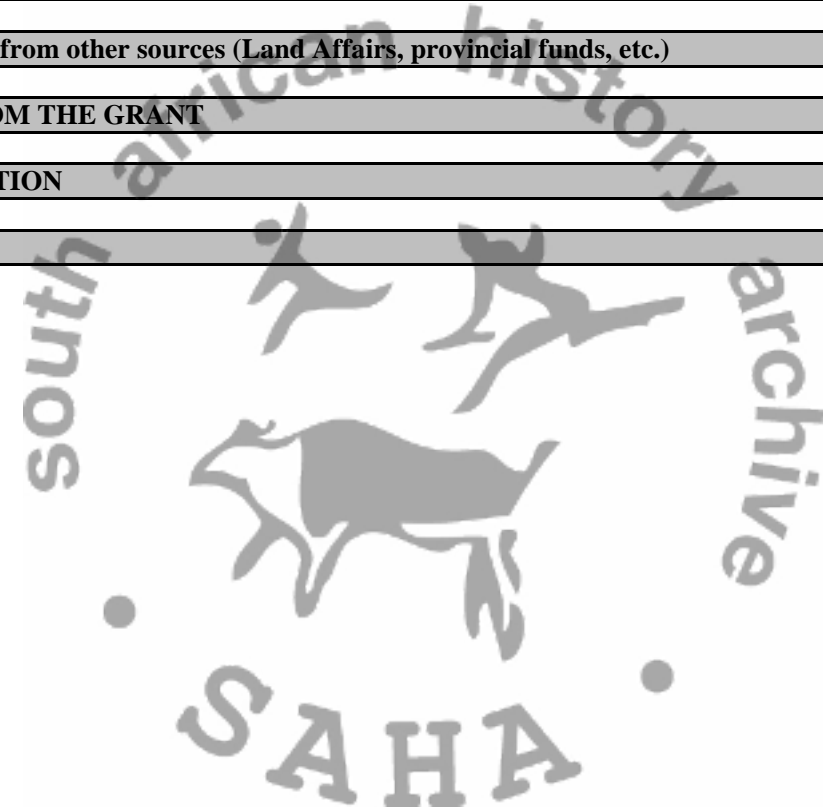 from other sources (Land Affairs, provincial funds, etc.)
OM THE GRANT
TION
south african history archive
SAHA